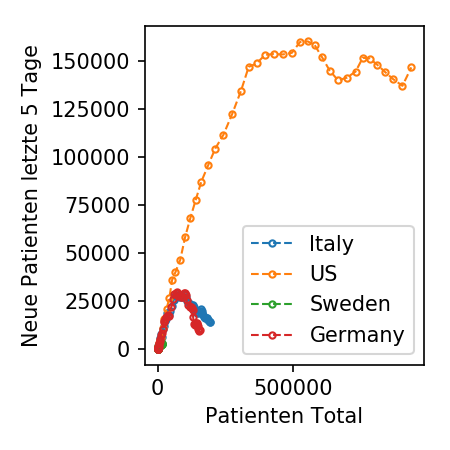 Neue Patienten letzte 5 Tage
150000
125000
100000
75000
50000
25000
0
Italy
US
Sweden
Germany
0
500000
Patienten Total